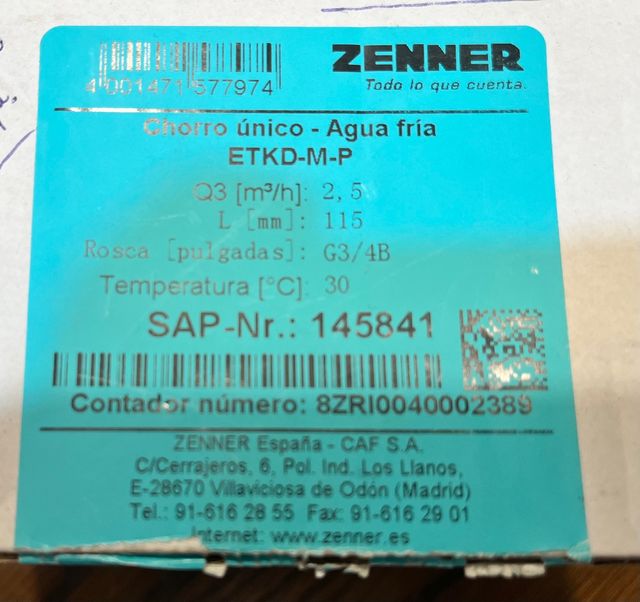 4 001471 577974
ZENNER
Todo lo que cuenta.
Chorro único - Agua fría
ETKD-M-P
Q3 [m³/h]: 2,5
L [mm]: 115
Rosca [pulgadas]: G3/4B
Temperatura [°C]: 30
SAP-Nr.: 145841
Contador número: 8ZRI0040002389
ZENNER España - CAF S.A.
C/Cerrajeros, 6, Pol. Ind. Los Llanos,
E-28670 Villaviciosa de Odón (Madrid)
Tel.: 91-616 28 55 Fax: 91-616 29 01
Internet: www.zenner.es